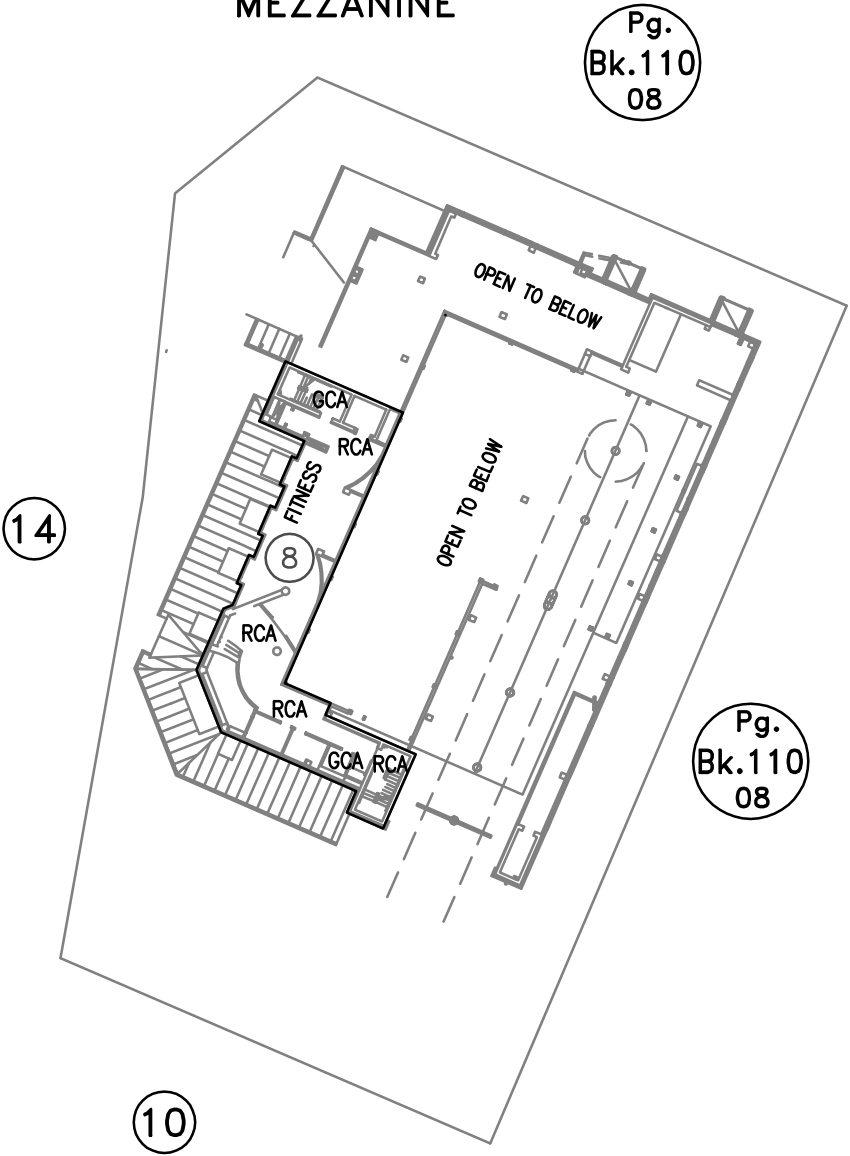 MEZZANINE
Pg.
Bk.110
08
OPEN TO BELOW
GCA
RCA
FITNESS
OPEN TO BELOW
14
8
RCA
RCA
GCA
RCA
Pg.
Bk.110
08
10